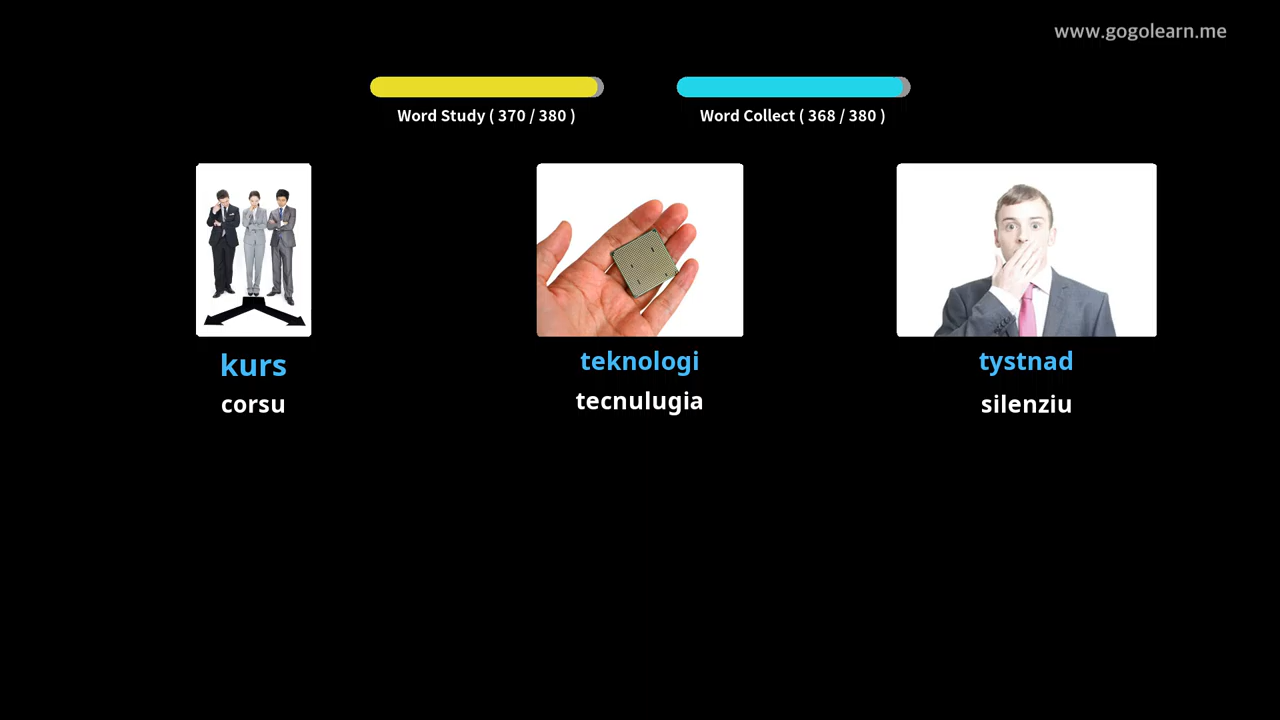 www.gogolearn.me
Word Study ( 370 / 380 )
Word Collect ( 368 / 380 )
kurs
corsu
teknologi
tecnulugia
tystnad
silenziu